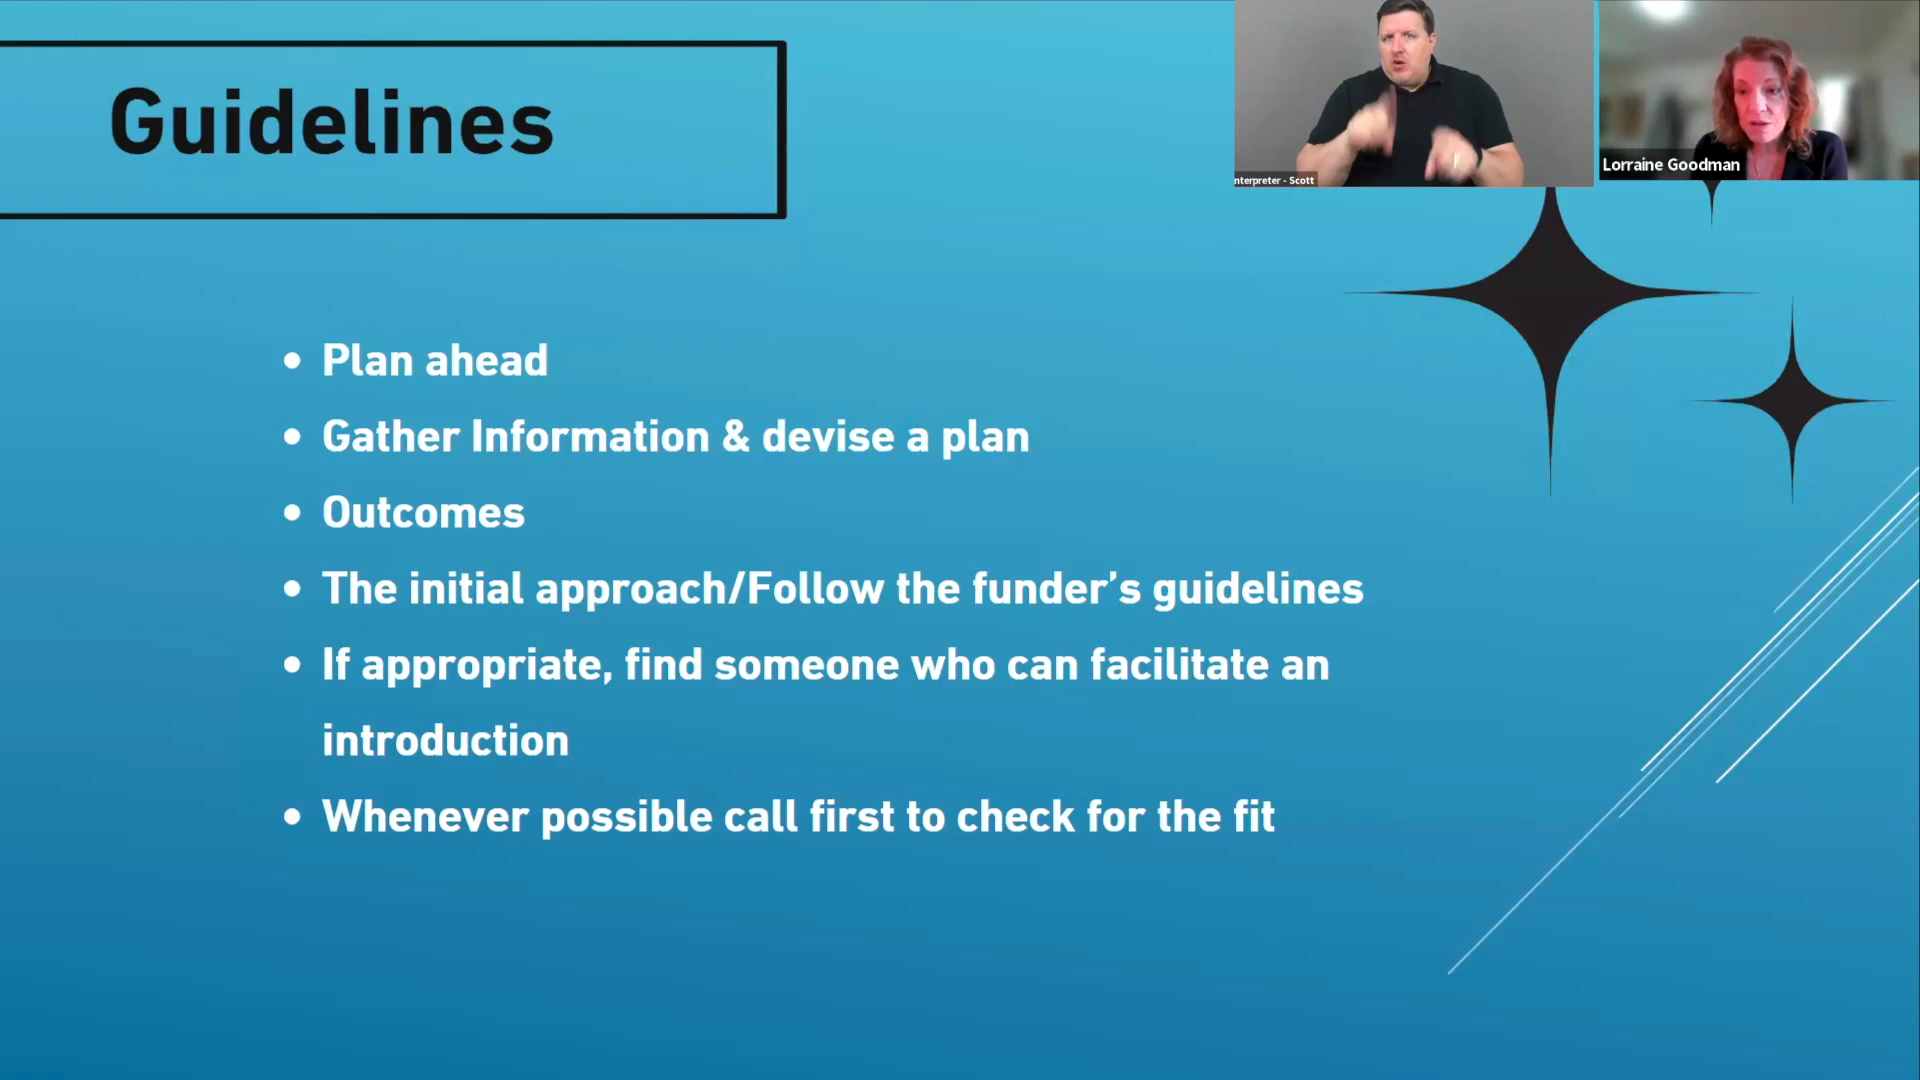 Guidelines
nterpreter - Scott
Lorraine Goodman
• Plan ahead
• Gather Information & devise a plan
• Outcomes
• The initial approach/Follow the funder’s guidelines
• If appropriate, find someone who can facilitate an
introduction
• Whenever possible call first to check for the fit